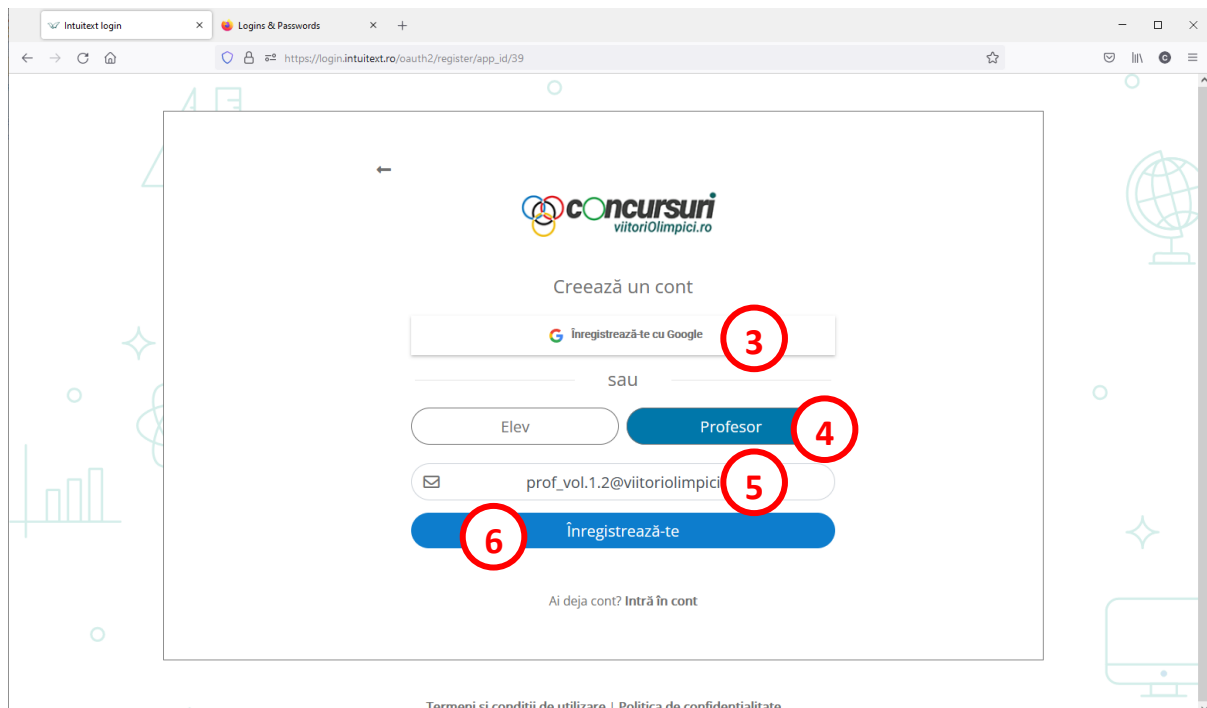 Intuitext login
Logins & Passwords
https://login.intuitext.ro/oauth2/register/app_id/39
C
concursuri
viitoriOlimpici.ro
Creează un cont
Înregistrează-te cu Google
3
sau
Elev
Profesor
4
prof_vol.1.2@viitoriolimpici
5
6
Înregistrează-te
Ai deja cont? Intră în cont
Termeni și condiții de utilizare | Politica de confidențialitate